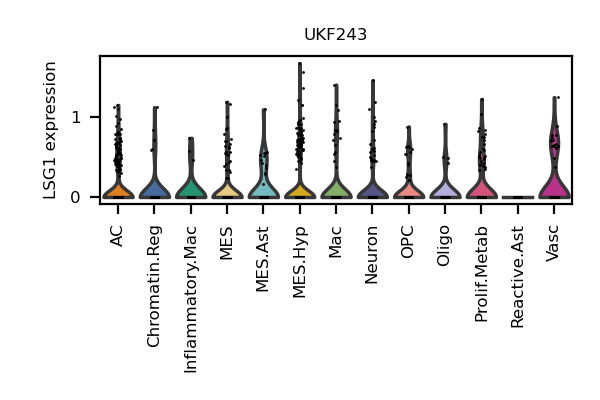 UKF243
LSG1 expression
1
0
AC
Chromatin.Reg
Inflammatory.Mac
MES
MES.Ast
MES.Hyp
Mac
Neuron
OPC
Oligo
Prolif.Metab
Reactive.Ast
Vasc